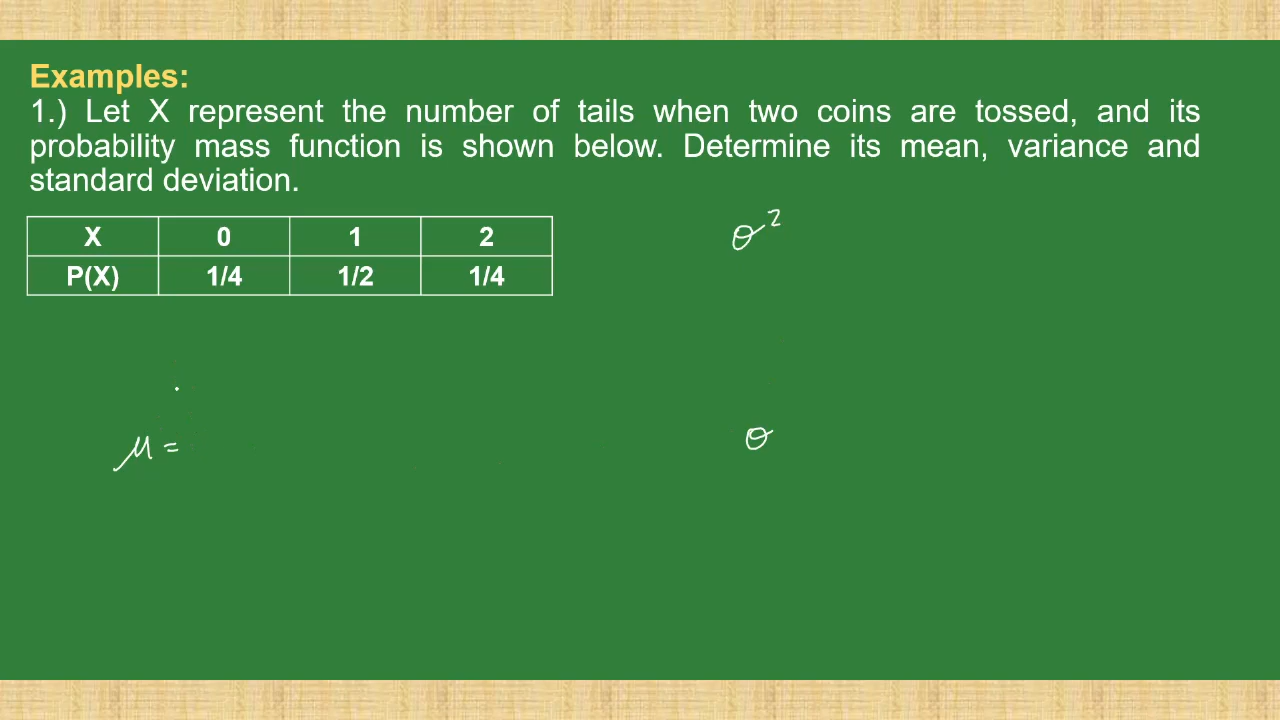 Examples:
1.) Let X represent the number of tails when two coins are tossed, and its
probability mass function is shown below. Determine its mean, variance and
standard deviation.
X 0 1 2
P(X) 1/4 1/2 1/4
σ²
μ =
σ